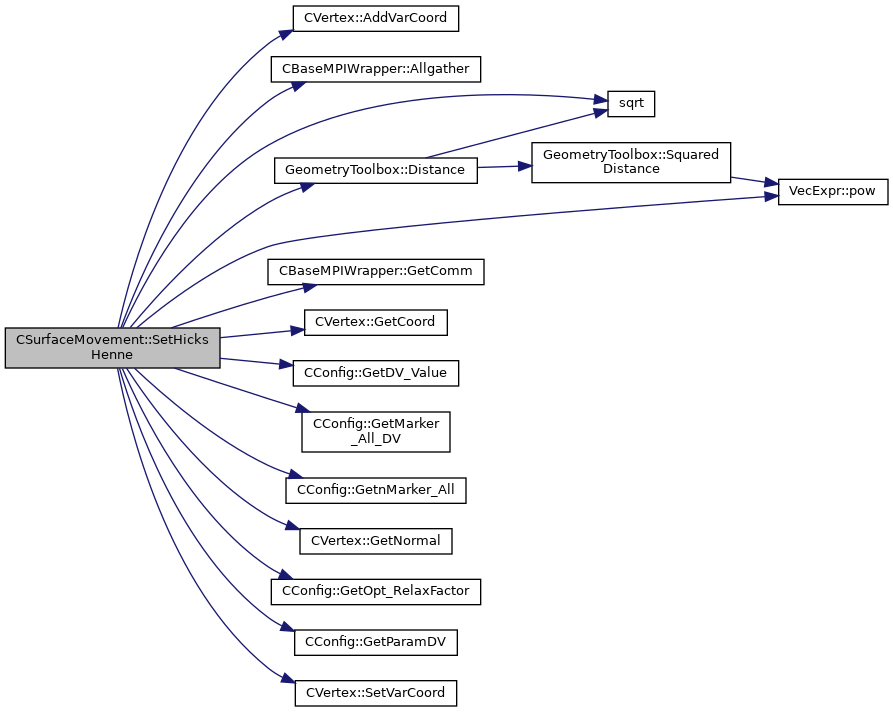 CVertex::AddVarCoord
CBaseMPIWrapper::Allgather
sqrt
GeometryToolbox::Distance
GeometryToolbox::Squared
Distance
VecExpr::pow
CBaseMPIWrapper::GetComm
CVertex::GetCoord
CSurfaceMovement::SetHicks
Henne
CConfig::GetDV_Value
CConfig::GetMarker
_All_DV
CConfig::GetnMarker_All
CVertex::GetNormal
CConfig::GetOpt_RelaxFactor
CConfig::GetParamDV
CVertex::SetVarCoord